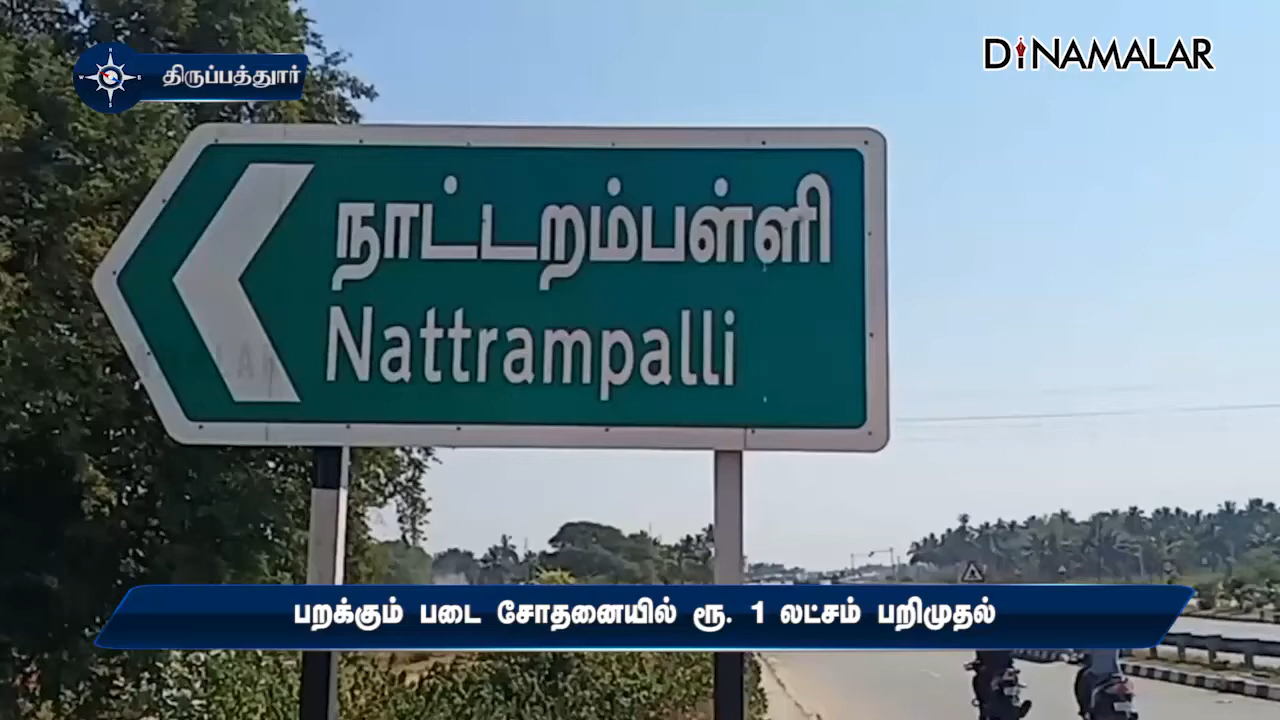 திருப்பத்தூர்
DINAMALAR
நாட்டறம்பள்ளி
Nattrampalli
பறக்கும் படை சோதனையில் ரூ. 1 லட்சம் பறிமுதல்